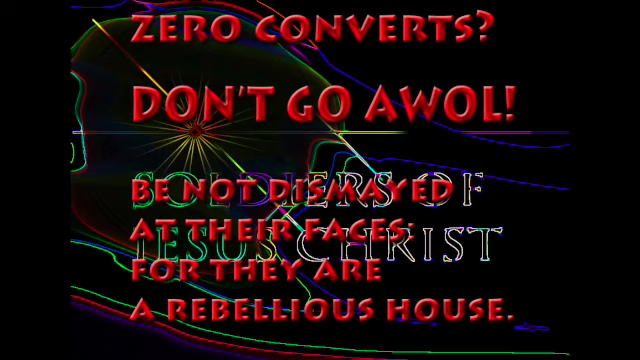 ZERO CONVERTS?
DON'T GO AWOL!
SOLDIERS OF
BE NOT DISMAYED
AT THEIR FACES;
JESUS CHRIST
FOR THEY ARE
A REBELLIOUS HOUSE.